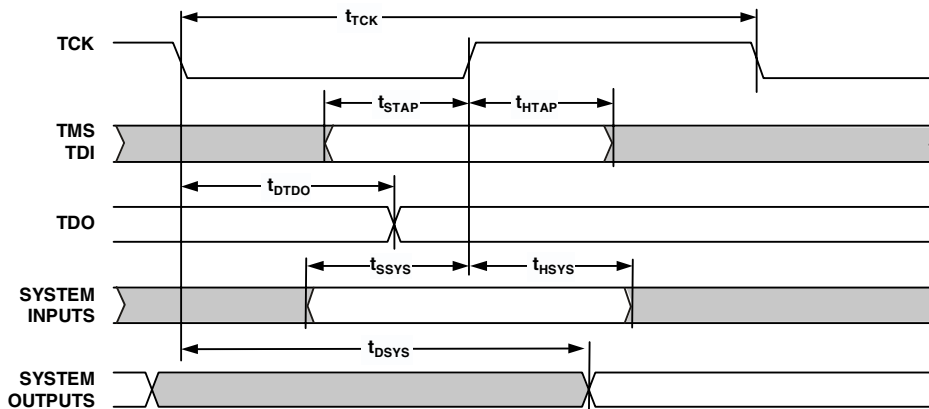 tTCK
TCK
tSTAP
tHTAP
TMS
TDI
tDTDO
TDO
tSSYS
tHSYS
SYSTEM
INPUTS
tDSYS
SYSTEM
OUTPUTS